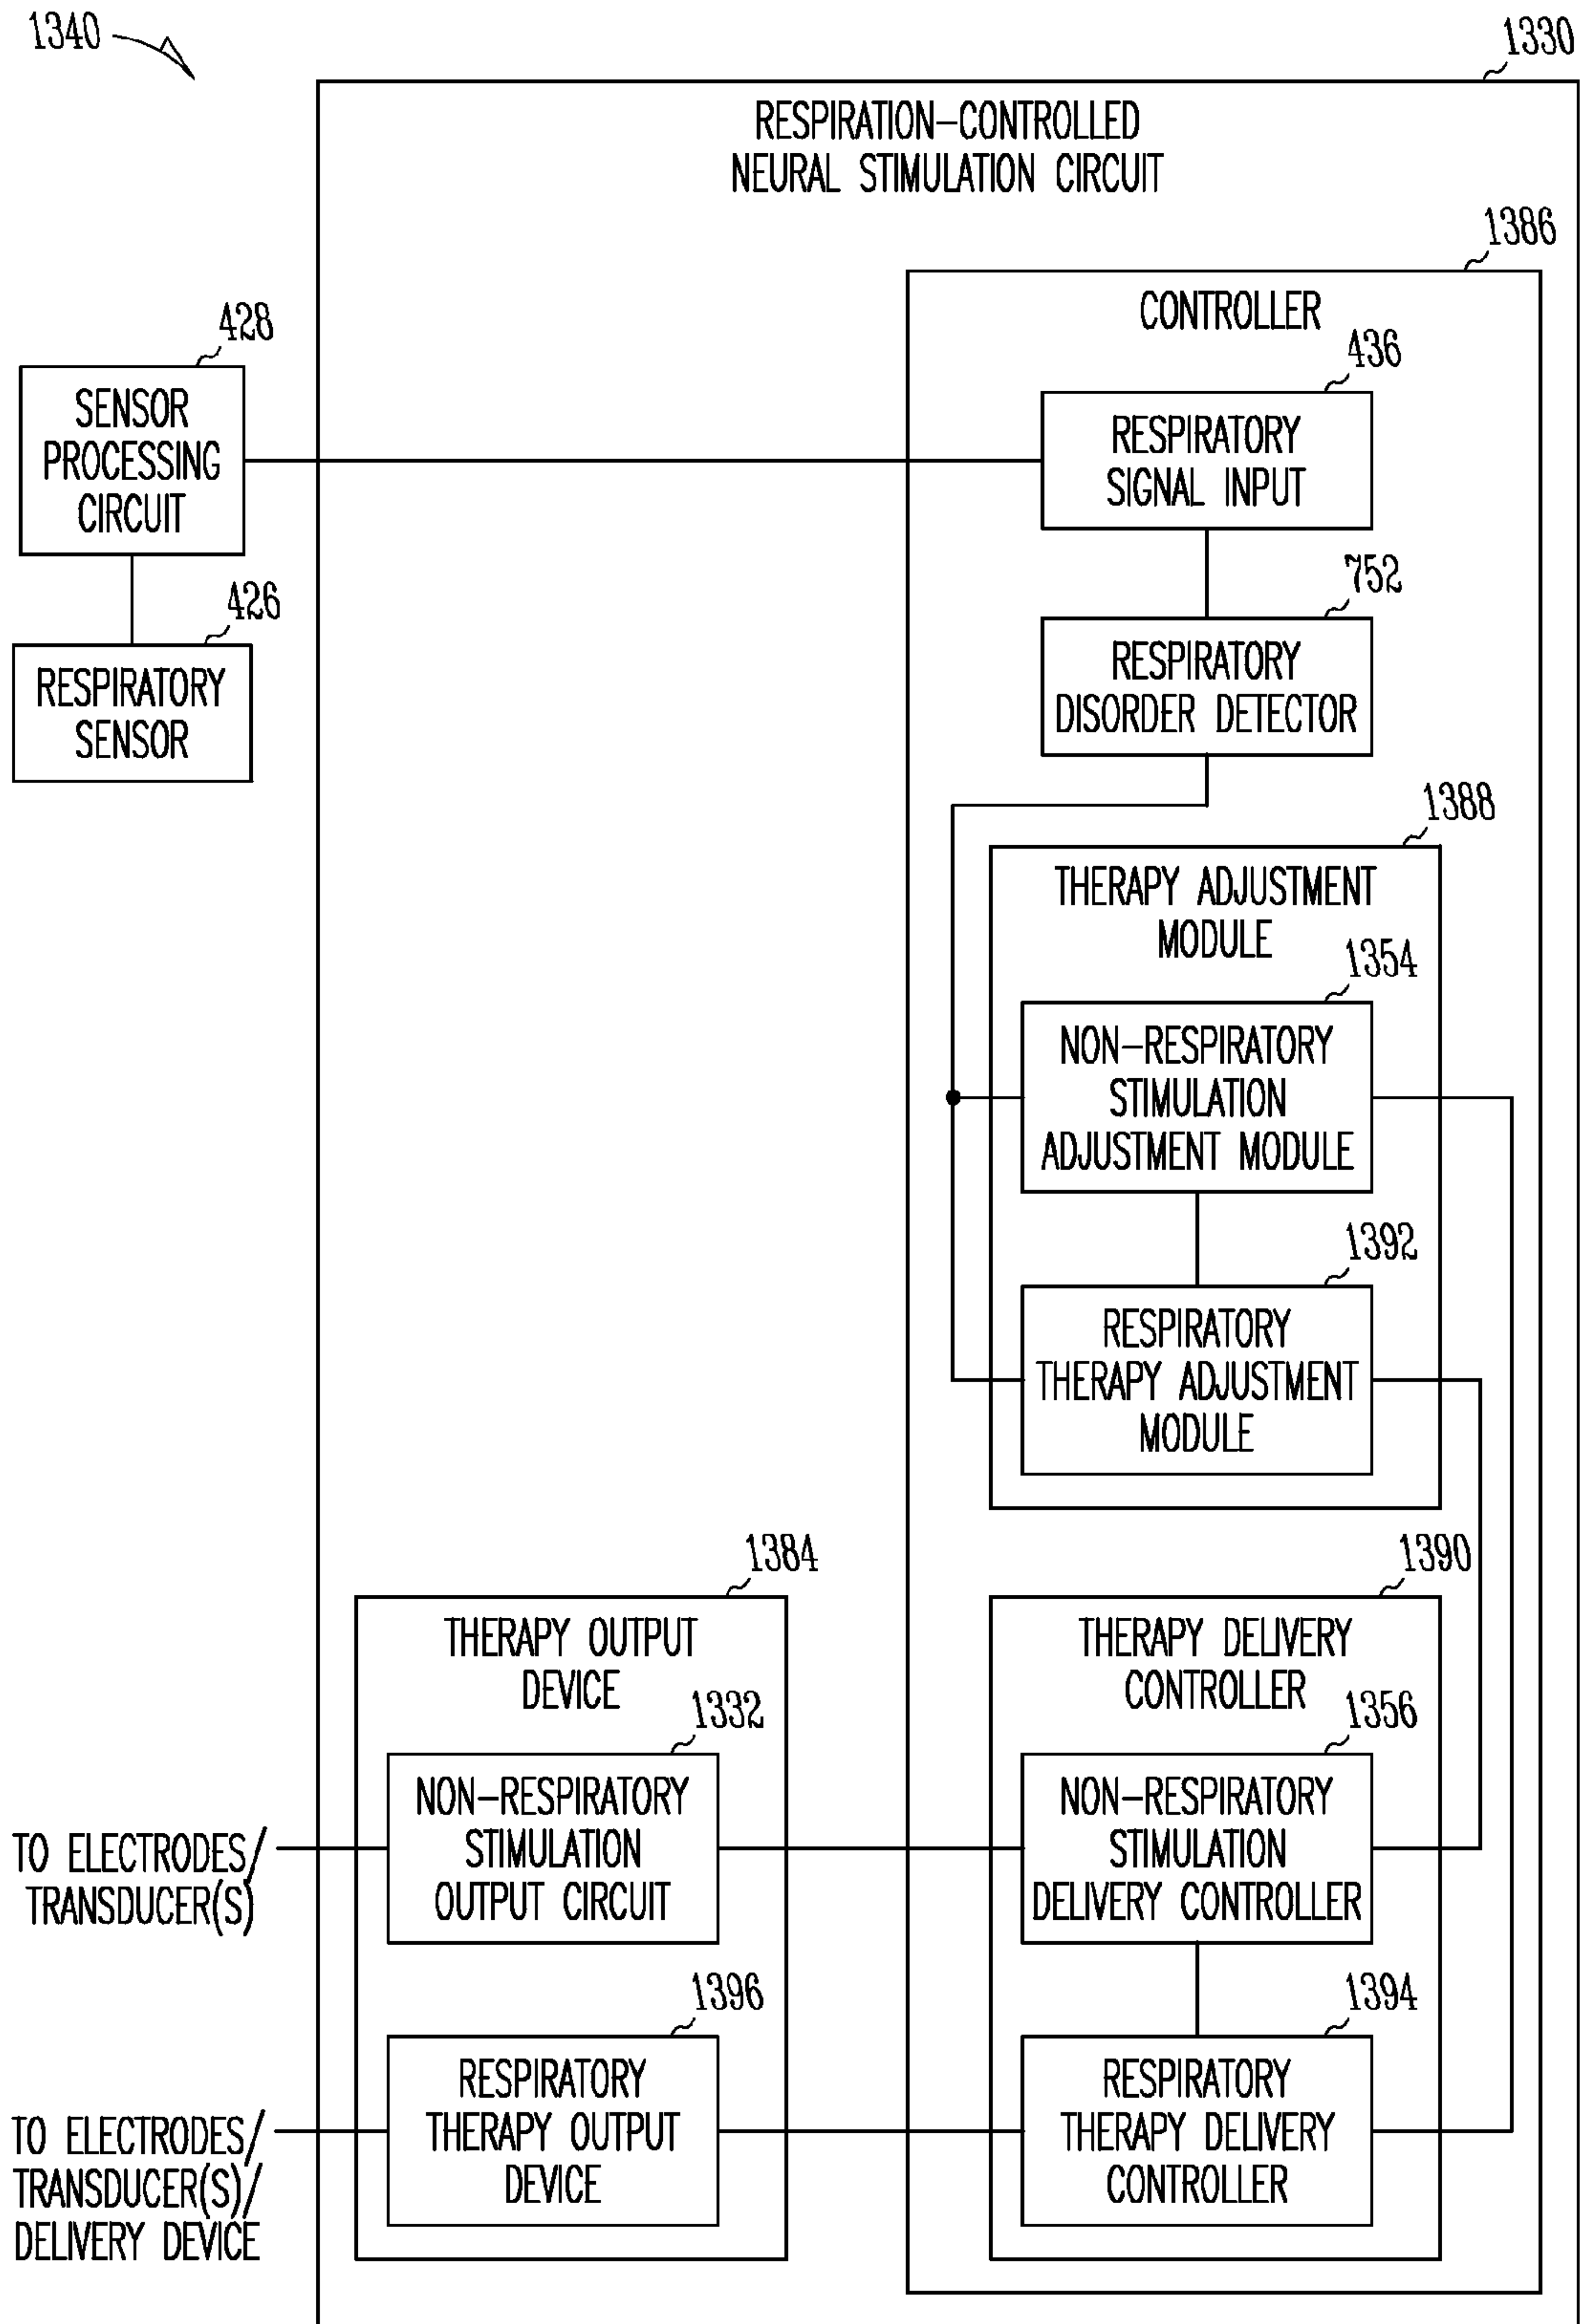 1340
1330
RESPIRATION-CONTROLLED
NEURAL STIMULATION CIRCUIT
1386
CONTROLLER
428
SENSOR
PROCESSING
CIRCUIT
436
RESPIRATORY
SIGNAL INPUT
426
RESPIRATORY
SENSOR
752
RESPIRATORY
DISORDER DETECTOR
1388
THERAPY ADJUSTMENT
MODULE
1354
NON-RESPIRATORY
STIMULATION
ADJUSTMENT MODULE
1392
RESPIRATORY
THERAPY ADJUSTMENT
MODULE
1384
THERAPY OUTPUT
DEVICE
1332
NON-RESPIRATORY
STIMULATION
OUTPUT CIRCUIT
1396
RESPIRATORY
THERAPY OUTPUT
DEVICE
1390
THERAPY DELIVERY
CONTROLLER
1356
NON-RESPIRATORY
STIMULATION
DELIVERY CONTROLLER
1394
RESPIRATORY
THERAPY DELIVERY
CONTROLLER
TO ELECTRODES/
TRANSDUCER(S)
TO ELECTRODES/
TRANSDUCER(S)/
DELIVERY DEVICE